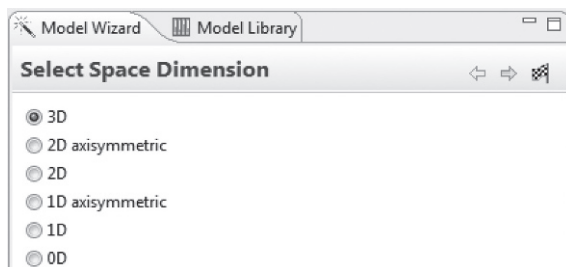 Model Wizard Model Library
Select Space Dimension
3D
2D axisymmetric
2D
1D axisymmetric
1D
0D